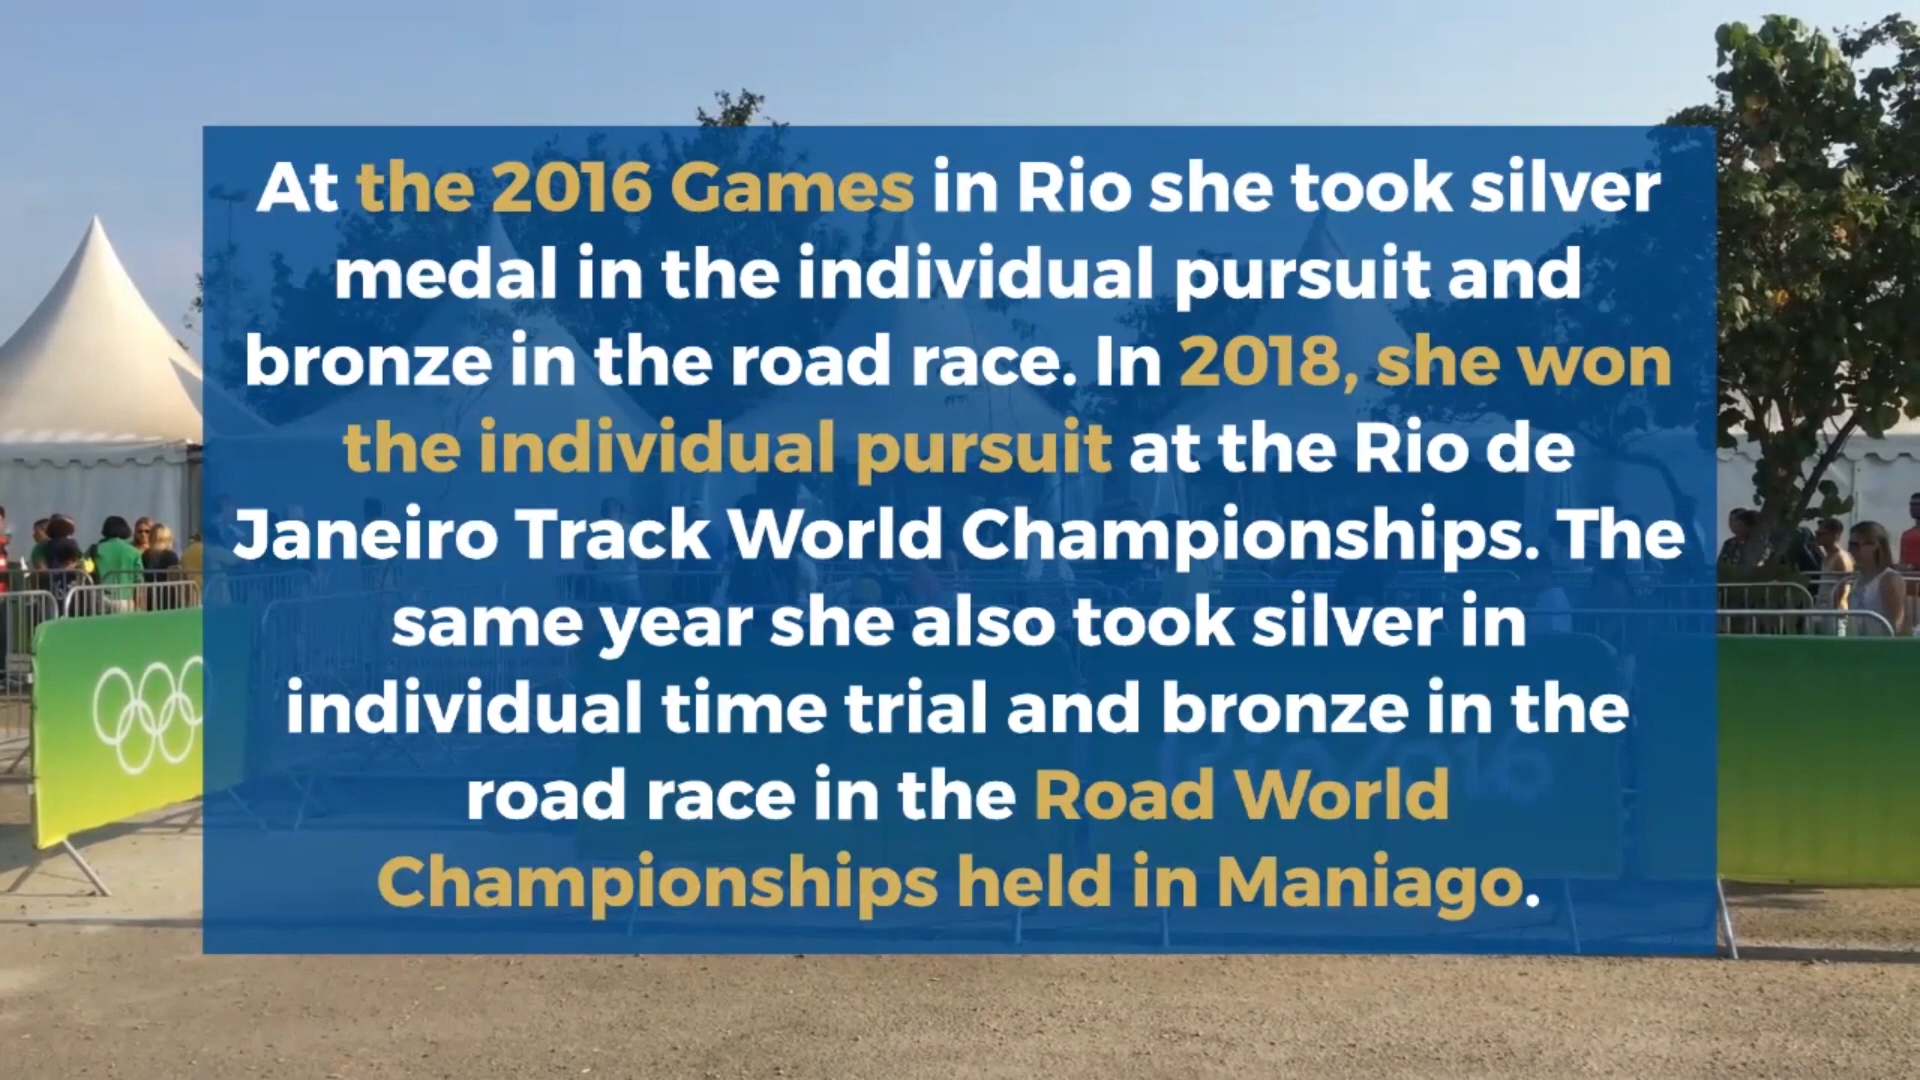 At the 2016 Games in Rio she took silver
medal in the individual pursuit and
bronze in the road race. In 2018, she won
the individual pursuit at the Rio de
Janeiro Track World Championships. The
same year she also took silver in
individual time trial and bronze in the
road race in the Road World
Championships held in Maniago.
Rio2016